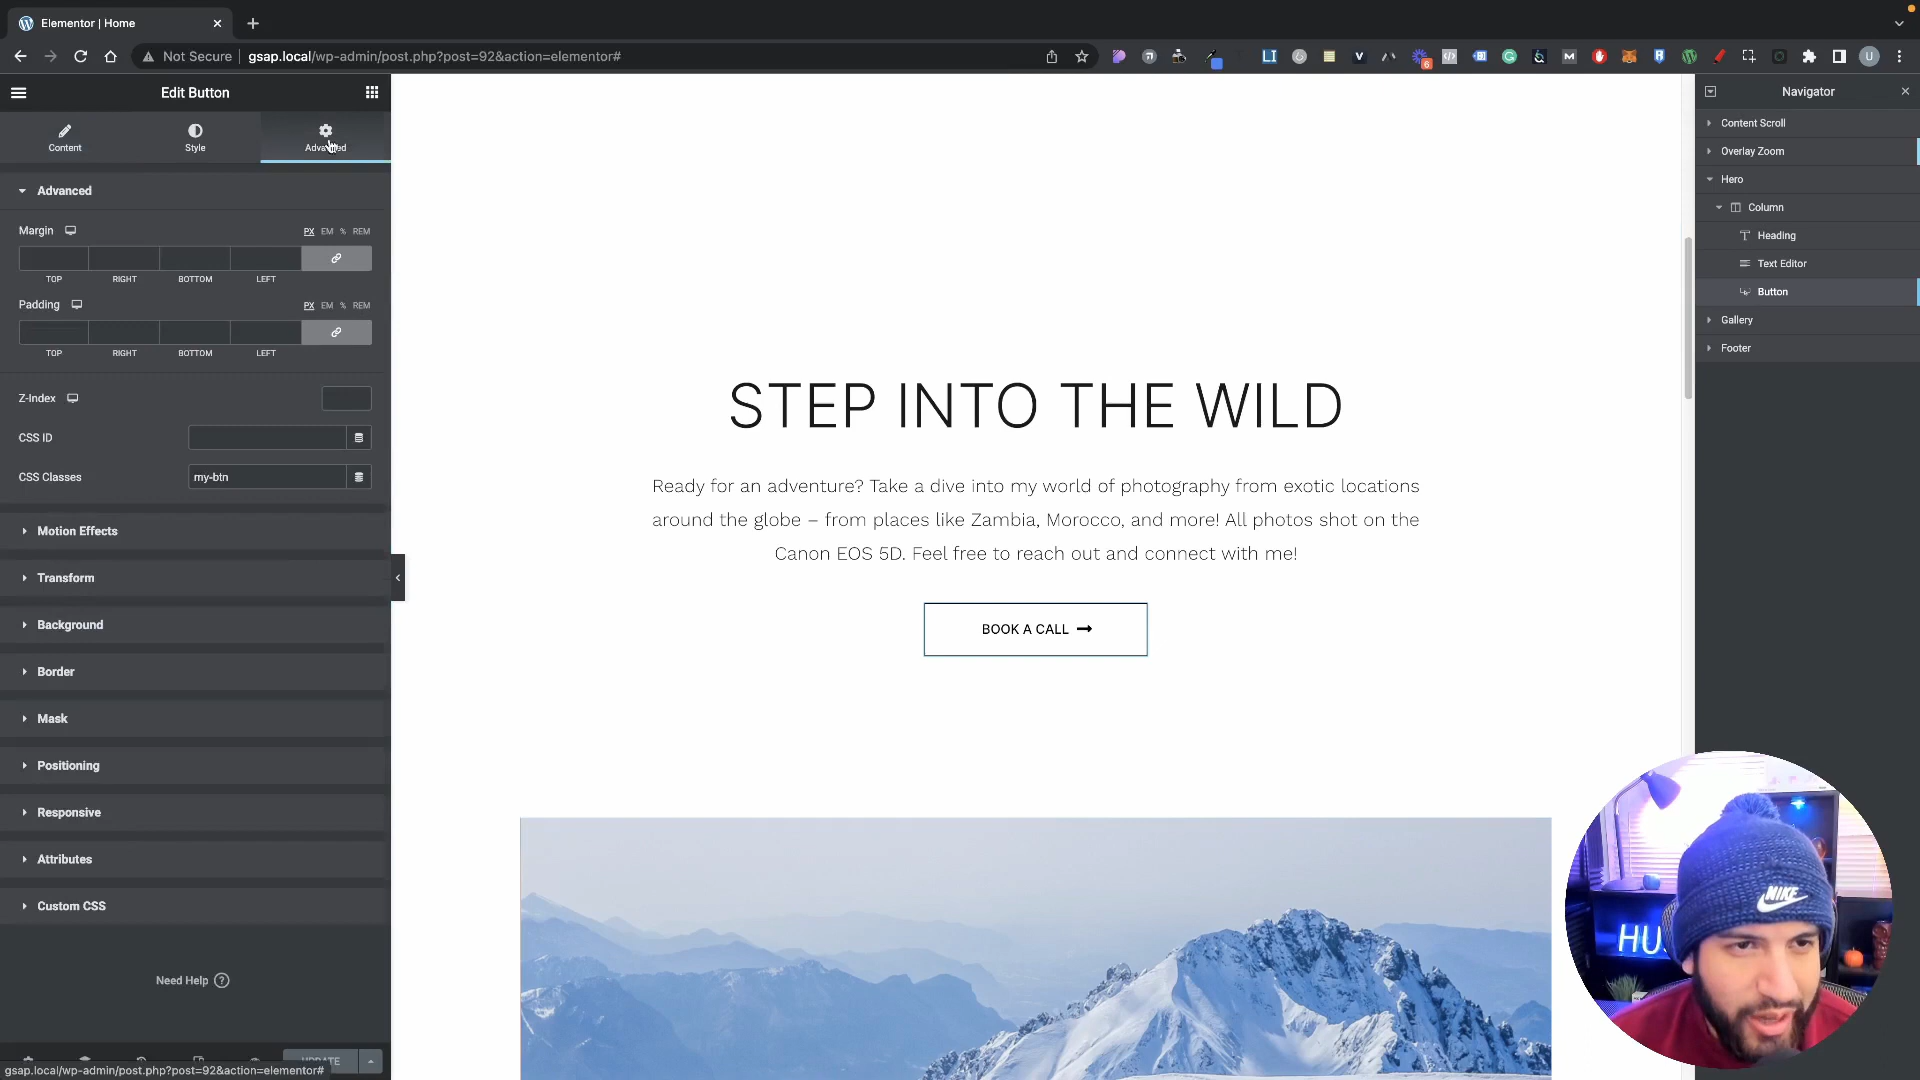 Elementor | Home
Not Secure
gsap.local/wp-admin/post.php?post=92&action=elementor#
6
Edit Button
Content
Style
Advanced
Advanced
Margin
PX EM % REM
TOP RIGHT BOTTOM LEFT
Padding
PX EM % REM
TOP RIGHT BOTTOM LEFT
Z-Index
CSS ID
CSS Classes
my-btn
Motion Effects
Transform
Background
Border
Mask
Positioning
Responsive
Attributes
Custom CSS
Need Help ?
UPDATE
gsap.local/wp-admin/post.php?post=92&action=elementor#
STEP INTO THE WILD
Ready for an adventure? Take a dive into my world of photography from exotic locations
around the globe – from places like Zambia, Morocco, and more! All photos shot on the
Canon EOS 5D. Feel free to reach out and connect with me!
BOOK A CALL
Navigator
Content Scroll
Overlay Zoom
Hero
Column
Heading
Text Editor
Button
Gallery
Footer
NIKE